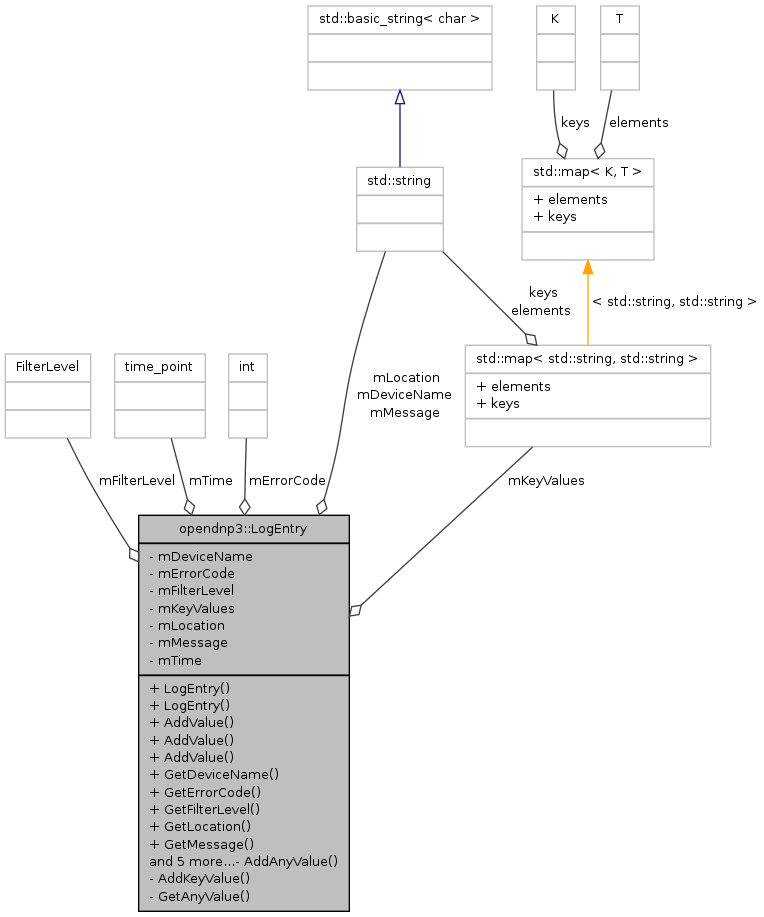 std::basic_string< char >
K
T
keys
elements
std::string
std::map< K, T >
+ elements
+ keys
keys
elements
< std::string, std::string >
FilterLevel
time_point
int
mLocation
mDeviceName
mMessage
std::map< std::string, std::string >
+ elements
+ keys
mFilterLevel
mTime
mErrorCode
mKeyValues
opendnp3::LogEntry
- mDeviceName
- mErrorCode
- mFilterLevel
- mKeyValues
- mLocation
- mMessage
- mTime
+ LogEntry()
+ LogEntry()
+ AddValue()
+ AddValue()
+ AddValue()
+ GetDeviceName()
+ GetErrorCode()
+ GetFilterLevel()
+ GetLocation()
+ GetMessage()
and 5 more...- AddAnyValue()
- AddKeyValue()
- GetAnyValue()